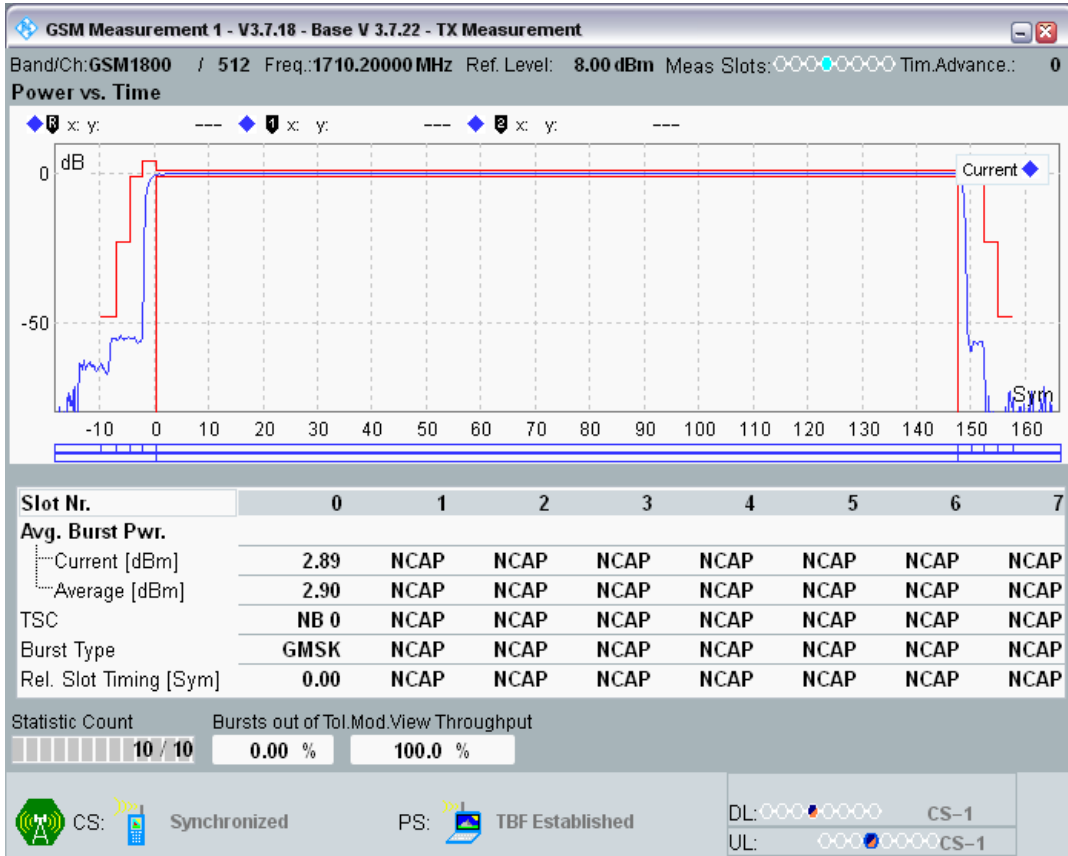 GSM Measurement 1 - V3.7.18 - Base V 3.7.22 - TX Measurement
Band/Ch:GSM1800 / 512 Freq.:1710.20000 MHz Ref. Level: 8.00 dBm Meas Slots: Tim.Advance.: 0
Power vs. Time
R x: y: --- 1 x: y: --- 2 x: y: ---
dB
0
Current
-50
Sym
-10 0 10 20 30 40 50 60 70 80 90 100 110 120 130 140 150 160
Slot Nr. 0 1 2 3 4 5 6 7
Avg. Burst Pwr.
Current [dBm] 2.89 NCAP NCAP NCAP NCAP NCAP NCAP NCAP
Average [dBm] 2.90 NCAP NCAP NCAP NCAP NCAP NCAP NCAP
TSC NB 0 NCAP NCAP NCAP NCAP NCAP NCAP NCAP
Burst Type GMSK NCAP NCAP NCAP NCAP NCAP NCAP NCAP
Rel. Slot Timing [Sym] 0.00 NCAP NCAP NCAP NCAP NCAP NCAP NCAP
Statistic Count Bursts out of Tol.Mod.View Throughput
10 / 10 0.00 % 100.0 %
CS: Synchronized PS: TBF Established
DL: CS-1
UL: CS-1